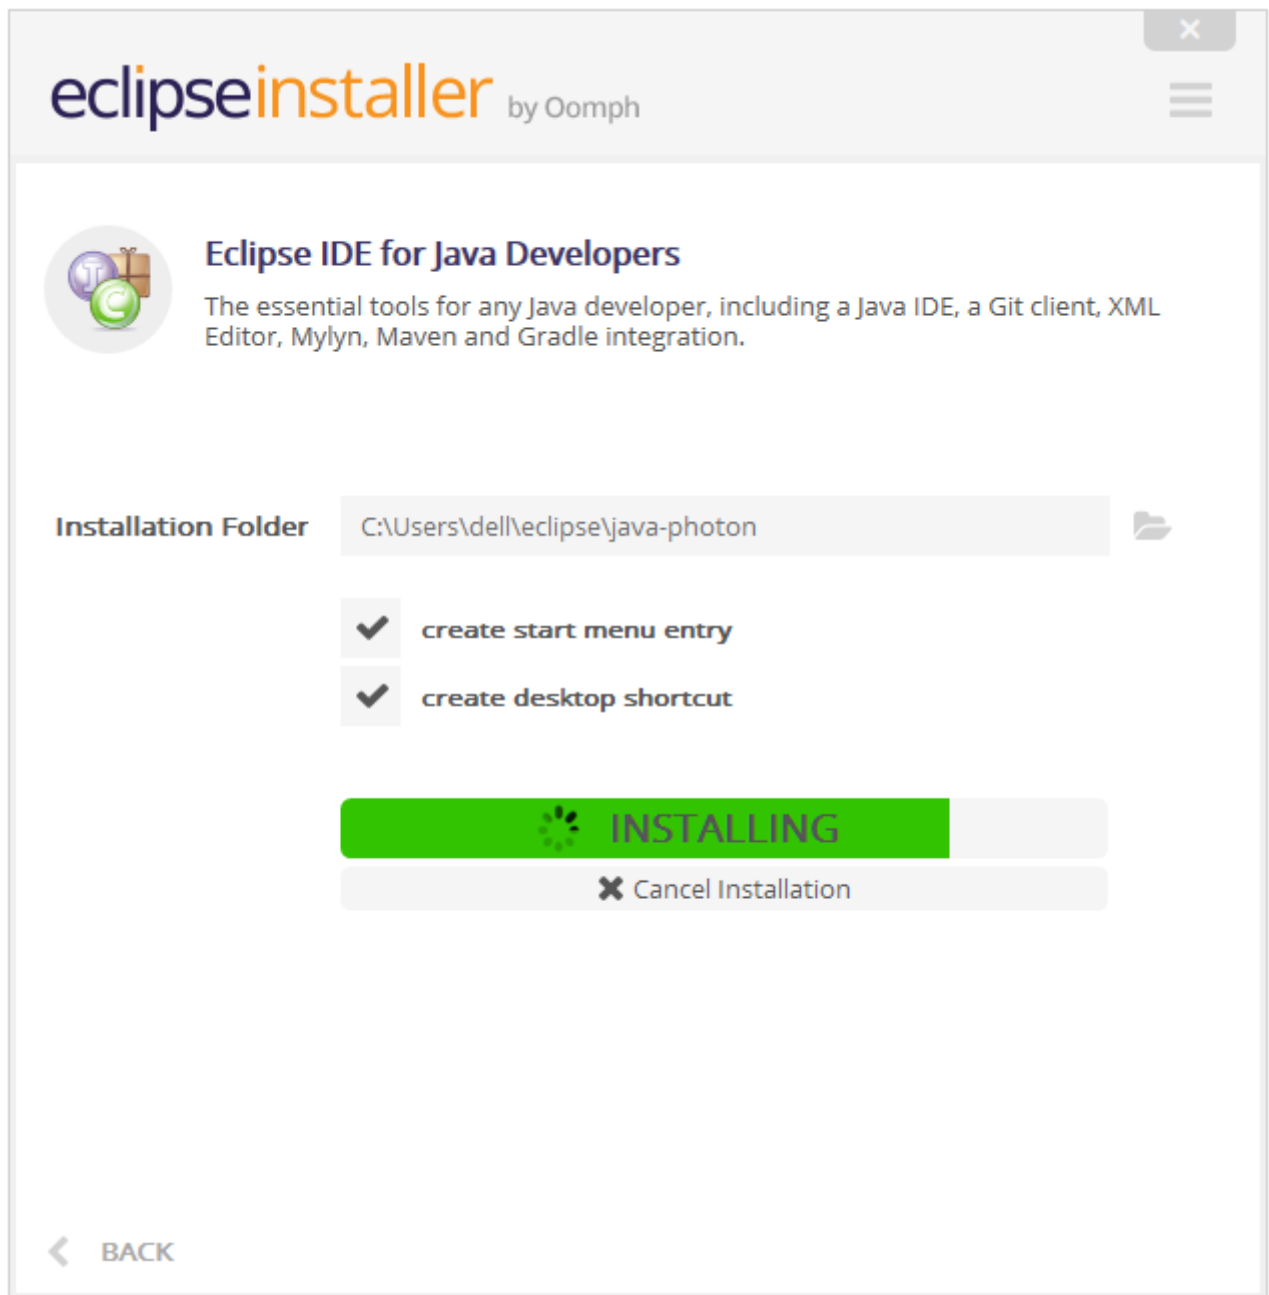 eclipseinstaller by Oomph
Eclipse IDE for Java Developers
The essential tools for any Java developer, including a Java IDE, a Git client, XML
Editor, Mylyn, Maven and Gradle integration.
Installation Folder C:\Users\dell\eclipse\java-photon
create start menu entry
create desktop shortcut
INSTALLING
Cancel Installation
BACK